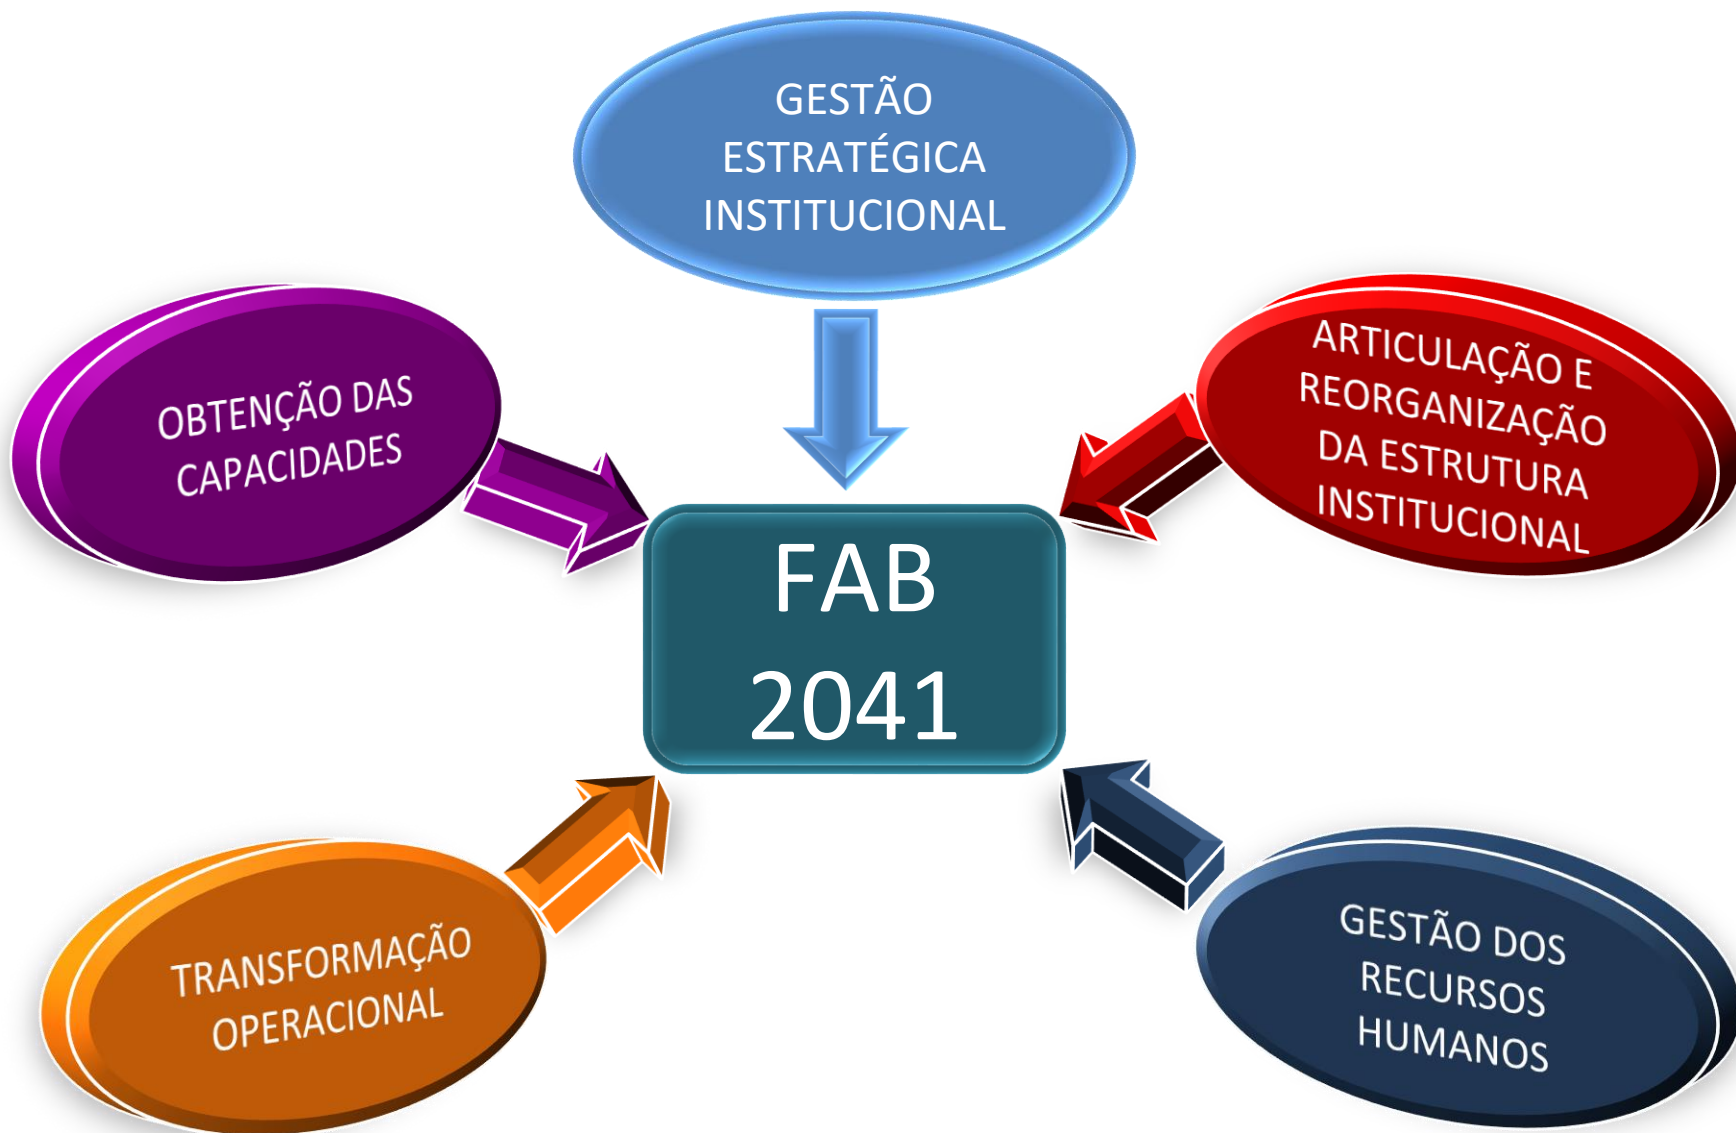 GESTÃO
ESTRATÉGICA
INSTITUCIONAL
OBTENÇÃO DAS
CAPACIDADES
ARTICULAÇÃO E
REORGANIZAÇÃO
DA ESTRUTURA
INSTITUCIONAL
FAB
2041
TRANSFORMAÇÃO
OPERACIONAL
GESTÃO DOS
RECURSOS
HUMANOS